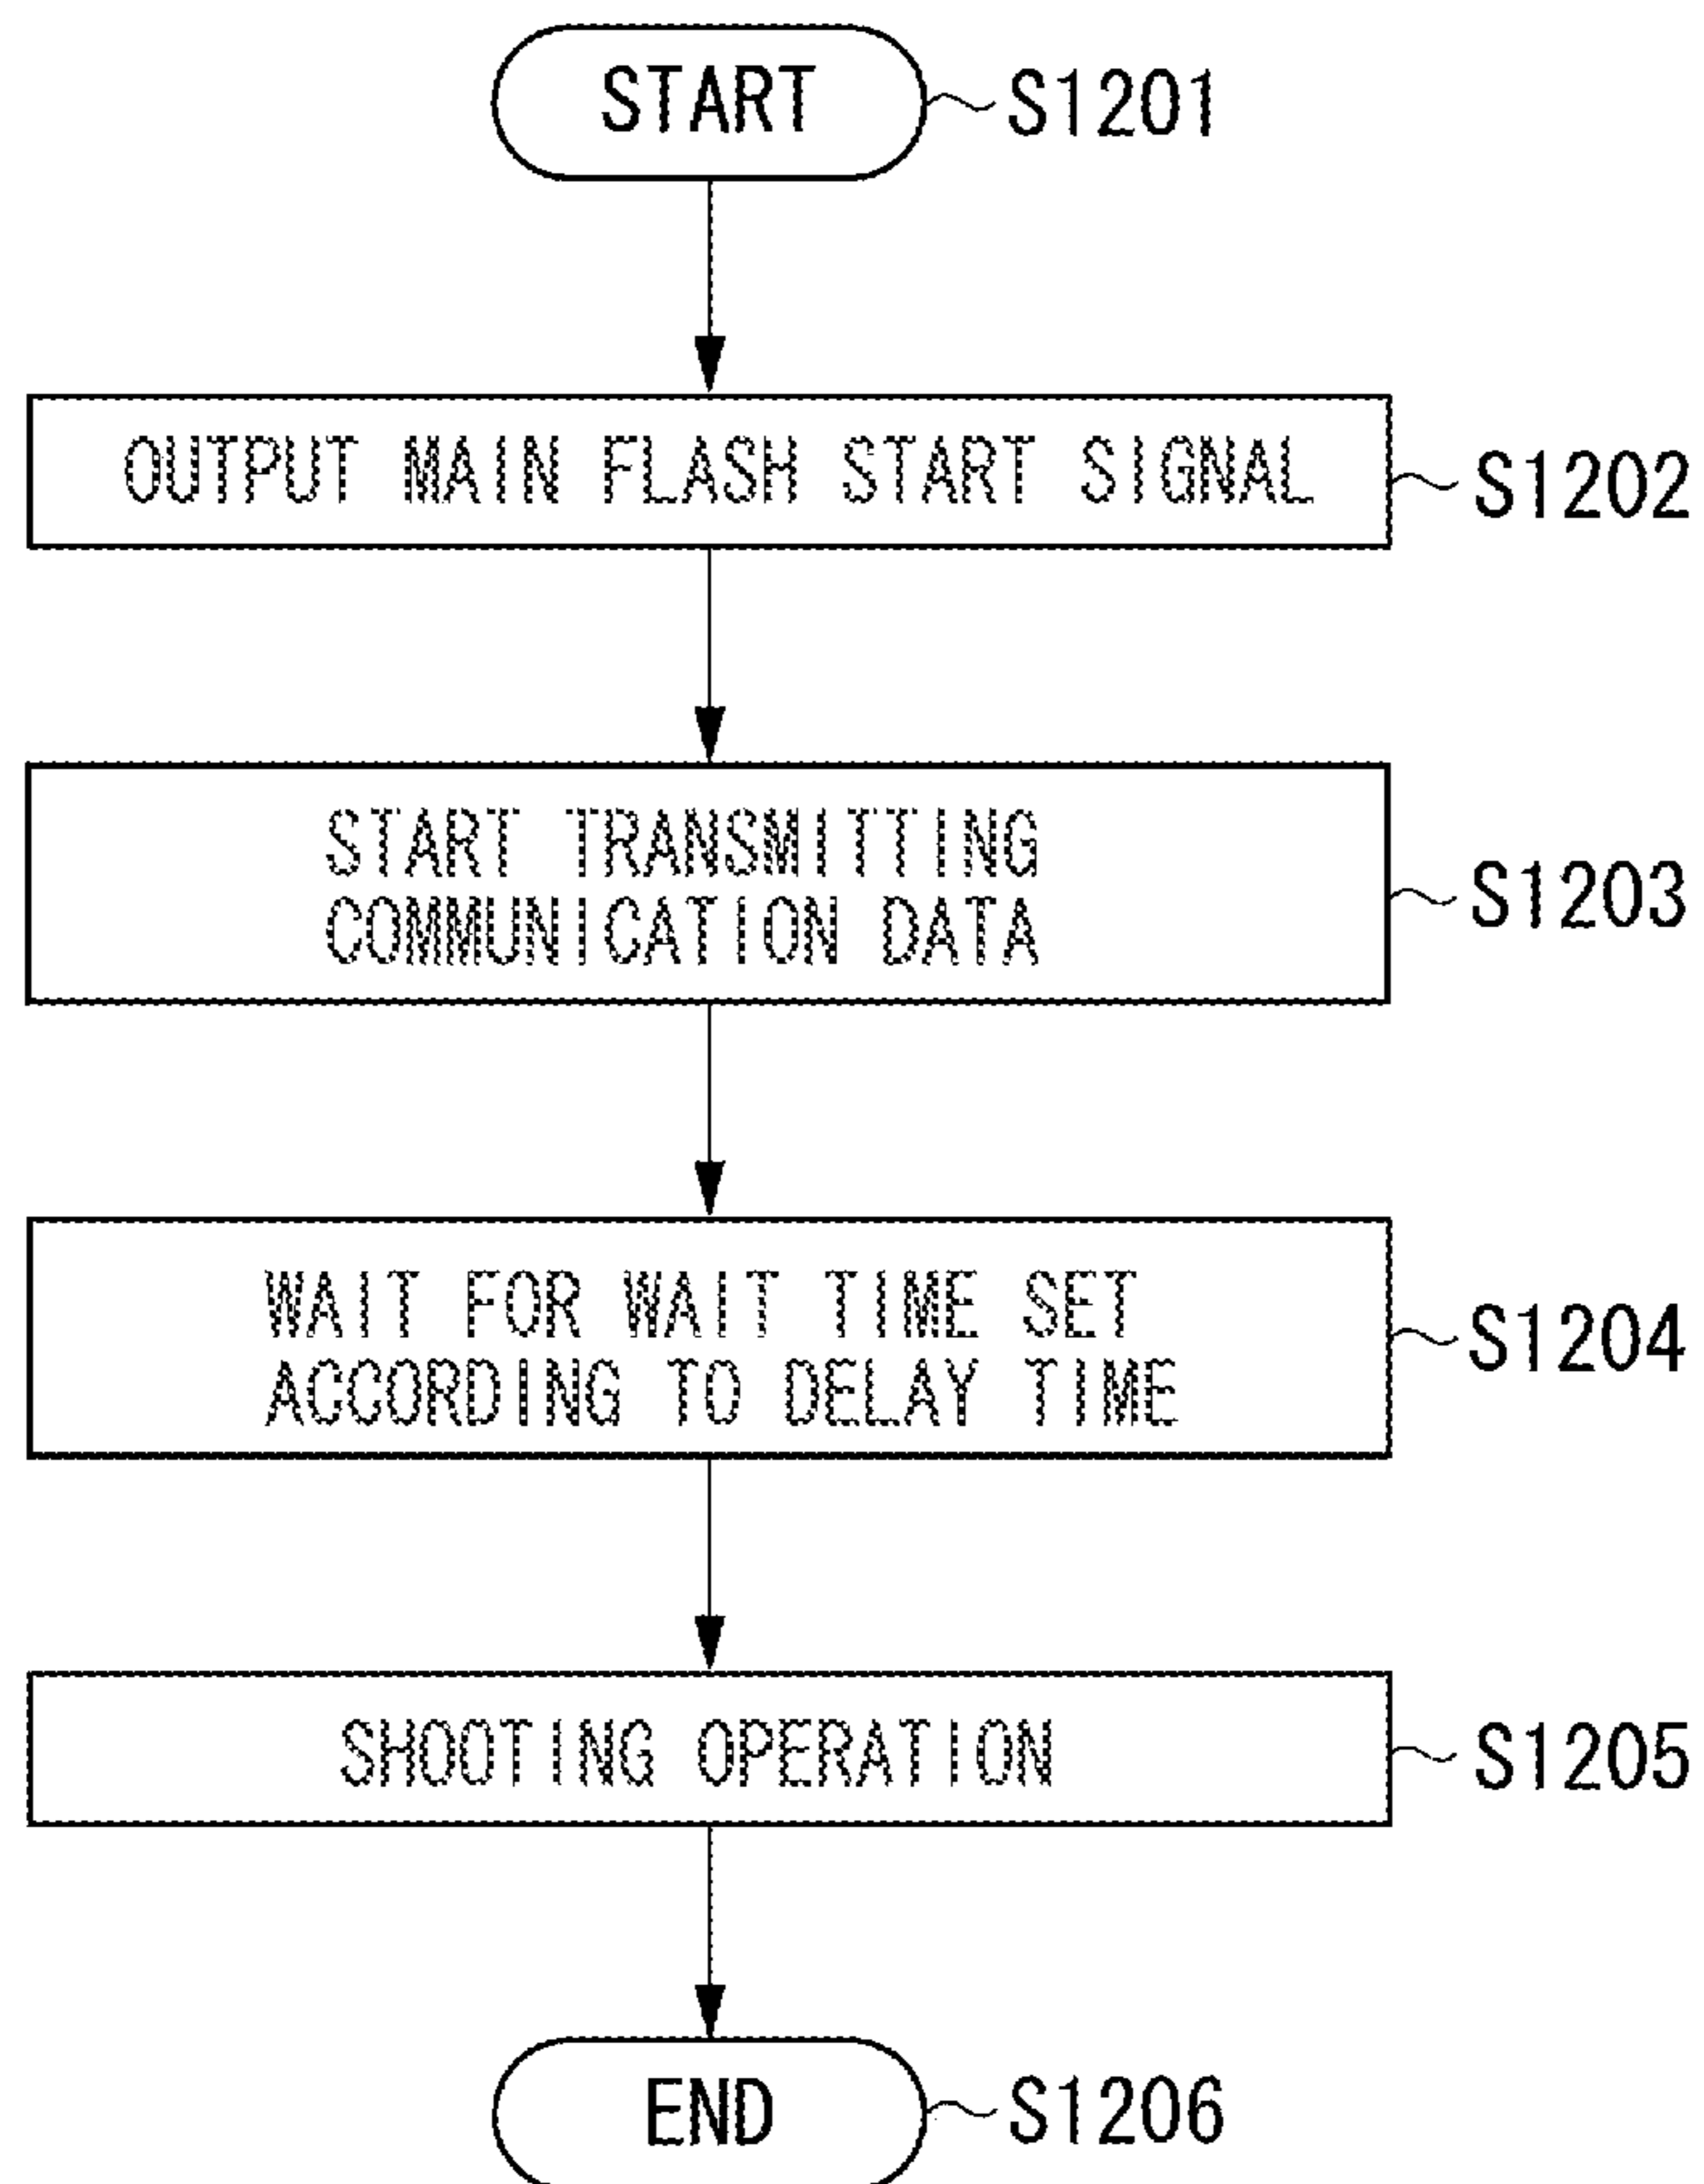 START S1201
OUTPUT MAIN FLASH START SIGNAL S1202
START TRANSMITTING
COMMUNICATION DATA
S1203
WAIT FOR WAIT TIME SET
ACCORDING TO DELAY TIME
S1204
SHOOTING OPERATION S1205
END S1206